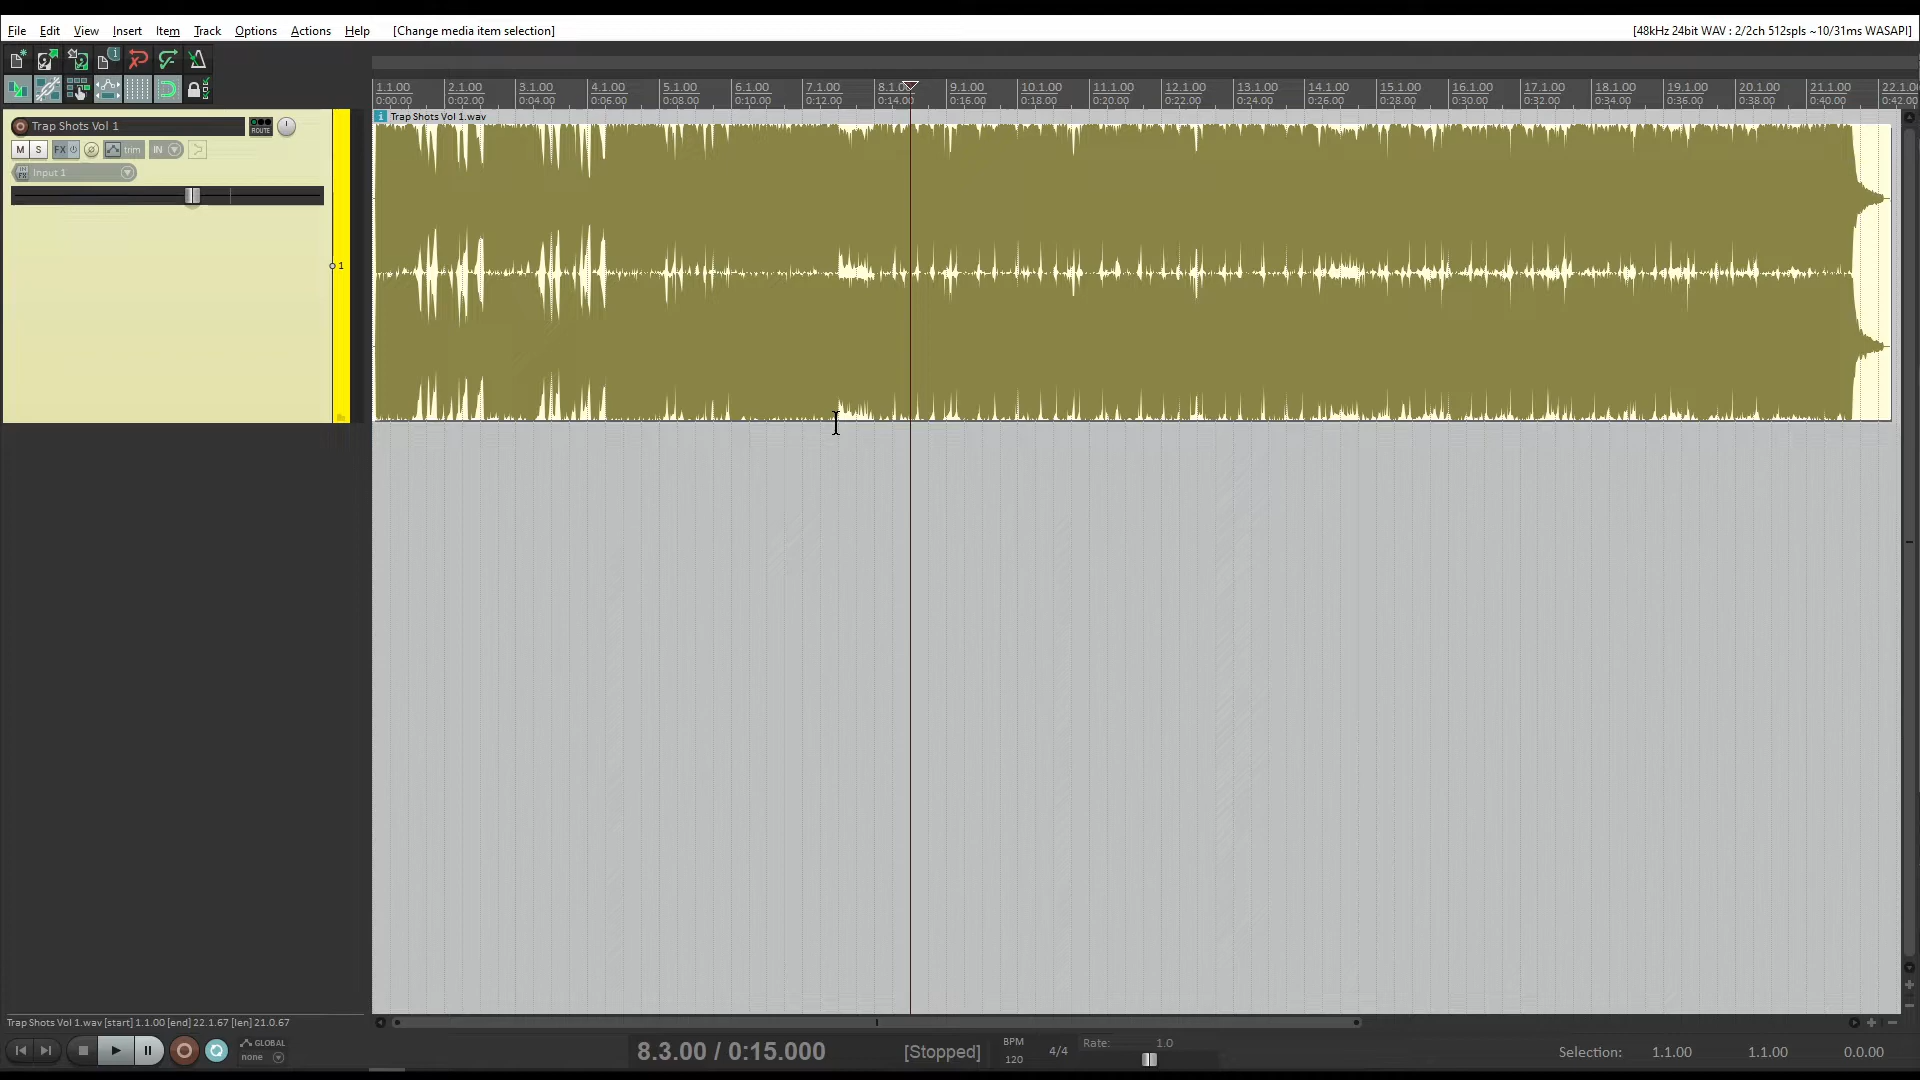 File Edit View Insert Item Track Options Actions Help [Change media item selection] [48kHz 24bit WAV : 2/2ch 512spls ~10/31ms WASAPI]
1.1.00 2.1.00 3.1.00 4.1.00 5.1.00 6.1.00 7.1.00 8.1.00 9.1.00 10.1.00 11.1.00 12.1.00 13.1.00 14.1.00 15.1.00 16.1.00 17.1.00 18.1.00 19.1.00 20.1.00 21.1.00 22.1.0
0:00.00 0:02.00 0:04.00 0:06.00 0:08.00 0:10.00 0:12.00 0:14.00 0:16.00 0:18.00 0:20.00 0:22.00 0:24.00 0:26.00 0:28.00 0:30.00 0:32.00 0:34.00 0:36.00 0:38.00 0:40.00 0:42.00
i Trap Shots Vol 1.wav
Trap Shots Vol 1 ROUTE
M S FX trim IN
IN FX Input 1
1
Trap Shots Vol 1.wav [start] 1.1.00 [end] 22.1.67 [len] 21.0.67
GLOBAL
none
8.3.00 / 0:15.000 [Stopped]
BPM
120
4/4
Rate: 1.0
Selection: 1.1.00 1.1.00 0.0.00